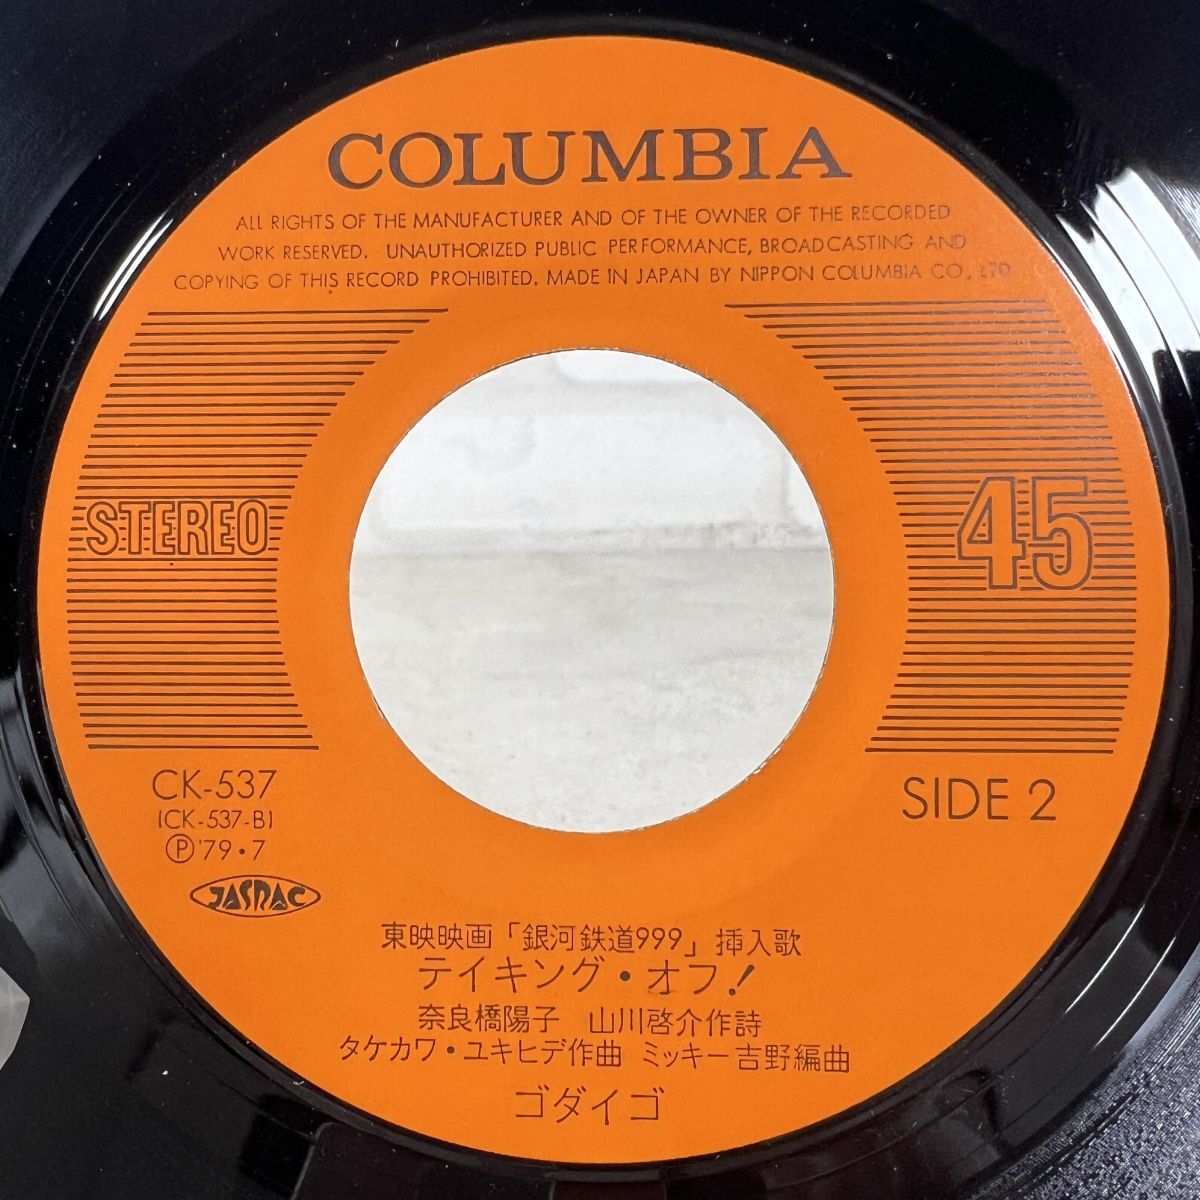 COLUMBIA
ALL RIGHTS OF THE MANUFACTURER AND OF THE OWNER OF THE RECORDED
WORK RESERVED. UNAUTHORIZED PUBLIC PERFORMANCE, BROADCASTING AND
COPYING OF THIS RECORD PROHIBITED. MADE IN JAPAN BY NIPPON COLUMBIA CO., LTD.
STEREO
45
CK-537
(CK-537-B)
Ⓟ'79・7
JASRAC
SIDE 2
東映映画「銀河鉄道999」挿入歌
テイキング・オフ!
奈良橋陽子 山川啓介作詩
タケカワ・ユキヒデ作曲 ミッキー吉野編曲
ゴダイゴ